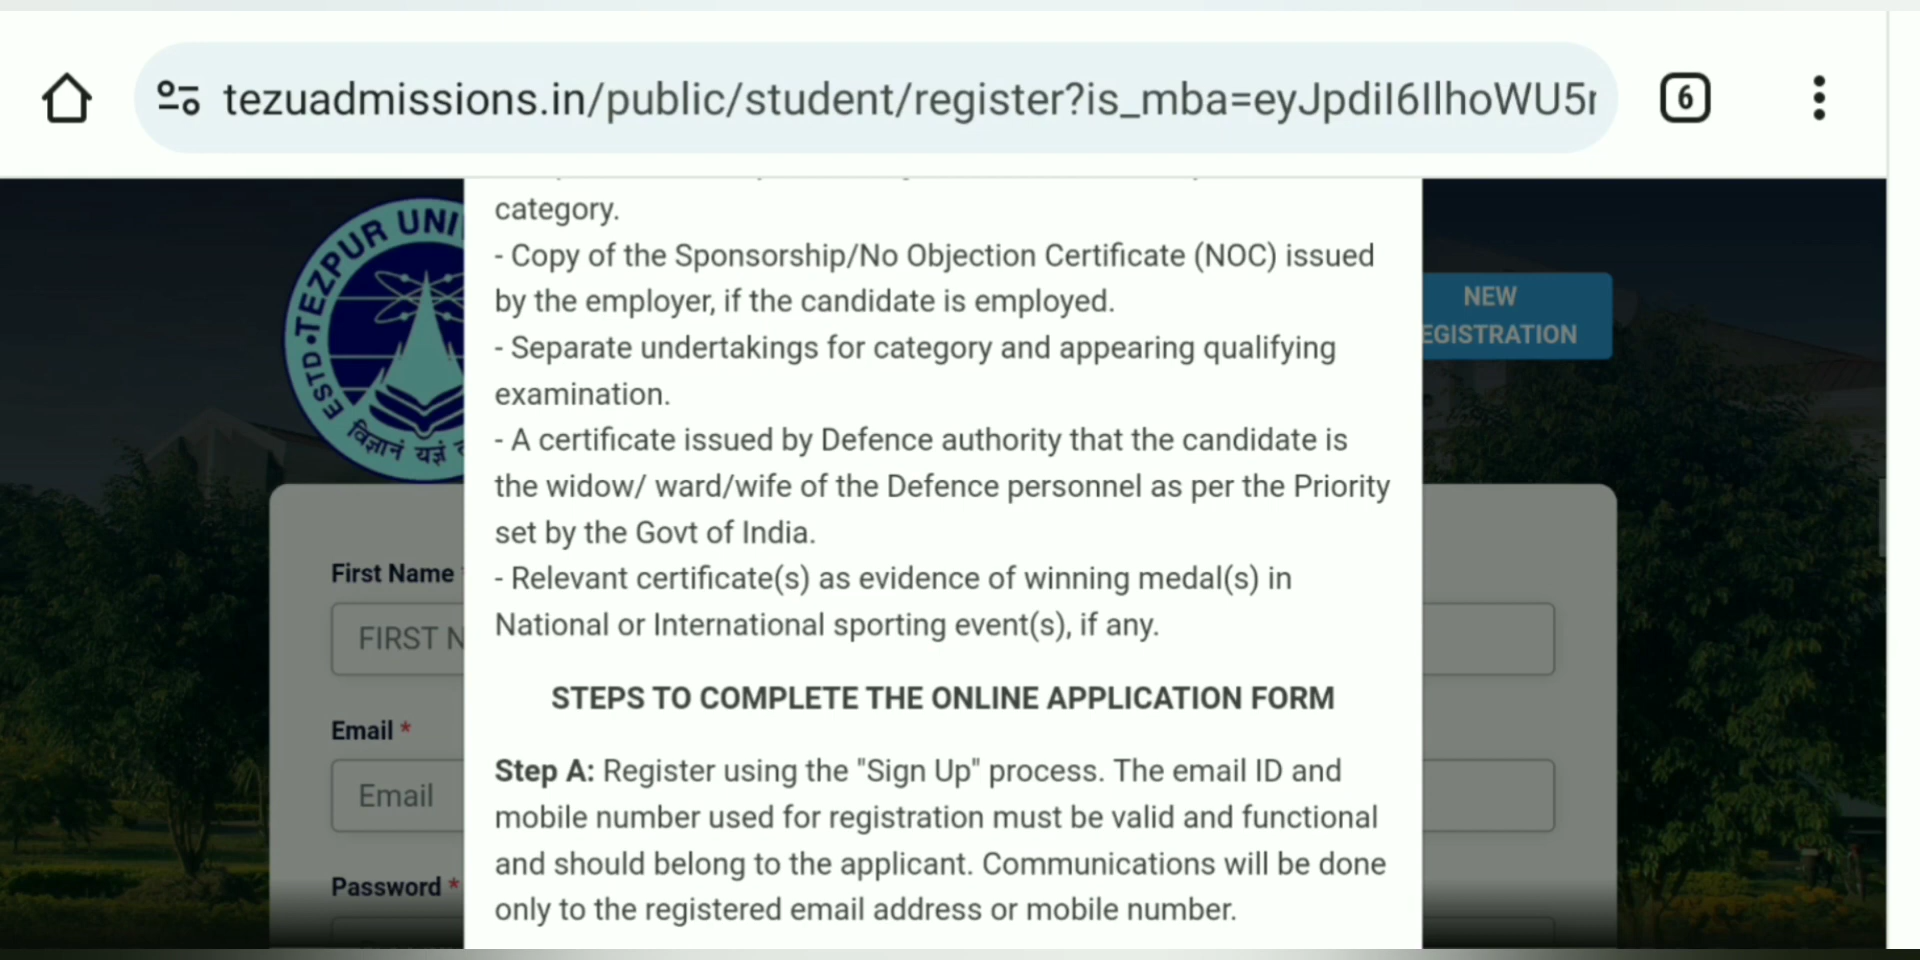 tezuadmissions.in/public/student/register?is_mba=eyJpdiI6IlhoWU5r
6
category.
- Copy of the Sponsorship/No Objection Certificate (NOC) issued
by the employer, if the candidate is employed.
- Separate undertakings for category and appearing qualifying
examination.
- A certificate issued by Defence authority that the candidate is
the widow/ ward/wife of the Defence personnel as per the Priority
set by the Govt of India.
- Relevant certificate(s) as evidence of winning medal(s) in
National or International sporting event(s), if any.
STEPS TO COMPLETE THE ONLINE APPLICATION FORM
Step A: Register using the "Sign Up" process. The email ID and
mobile number used for registration must be valid and functional
and should belong to the applicant. Communications will be done
only to the registered email address or mobile number.
ESTD • TEZPUR UNI
विज्ञानं यज्ञं
NEW
EGISTRATION
First Name
FIRST N
Email *
Email
Password *